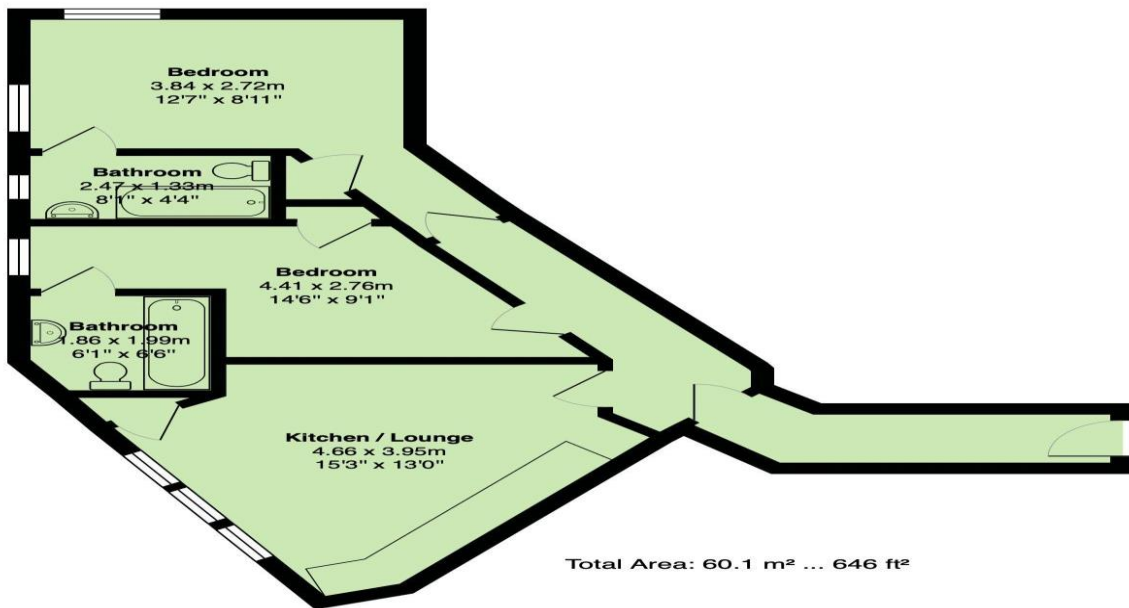 Bedroom
3.84 x 2.72m
12'7" x 8'11"
Bathroom
2.47 x 1.33m
8'1" x 4'4"
Bedroom
4.41 x 2.76m
14'6" x 9'1"
Bathroom
1.86 x 1.99m
6'1" x 6'6"
Kitchen / Lounge
4.66 x 3.95m
15'3" x 13'0"
Total Area: 60.1 m² ... 646 ft²